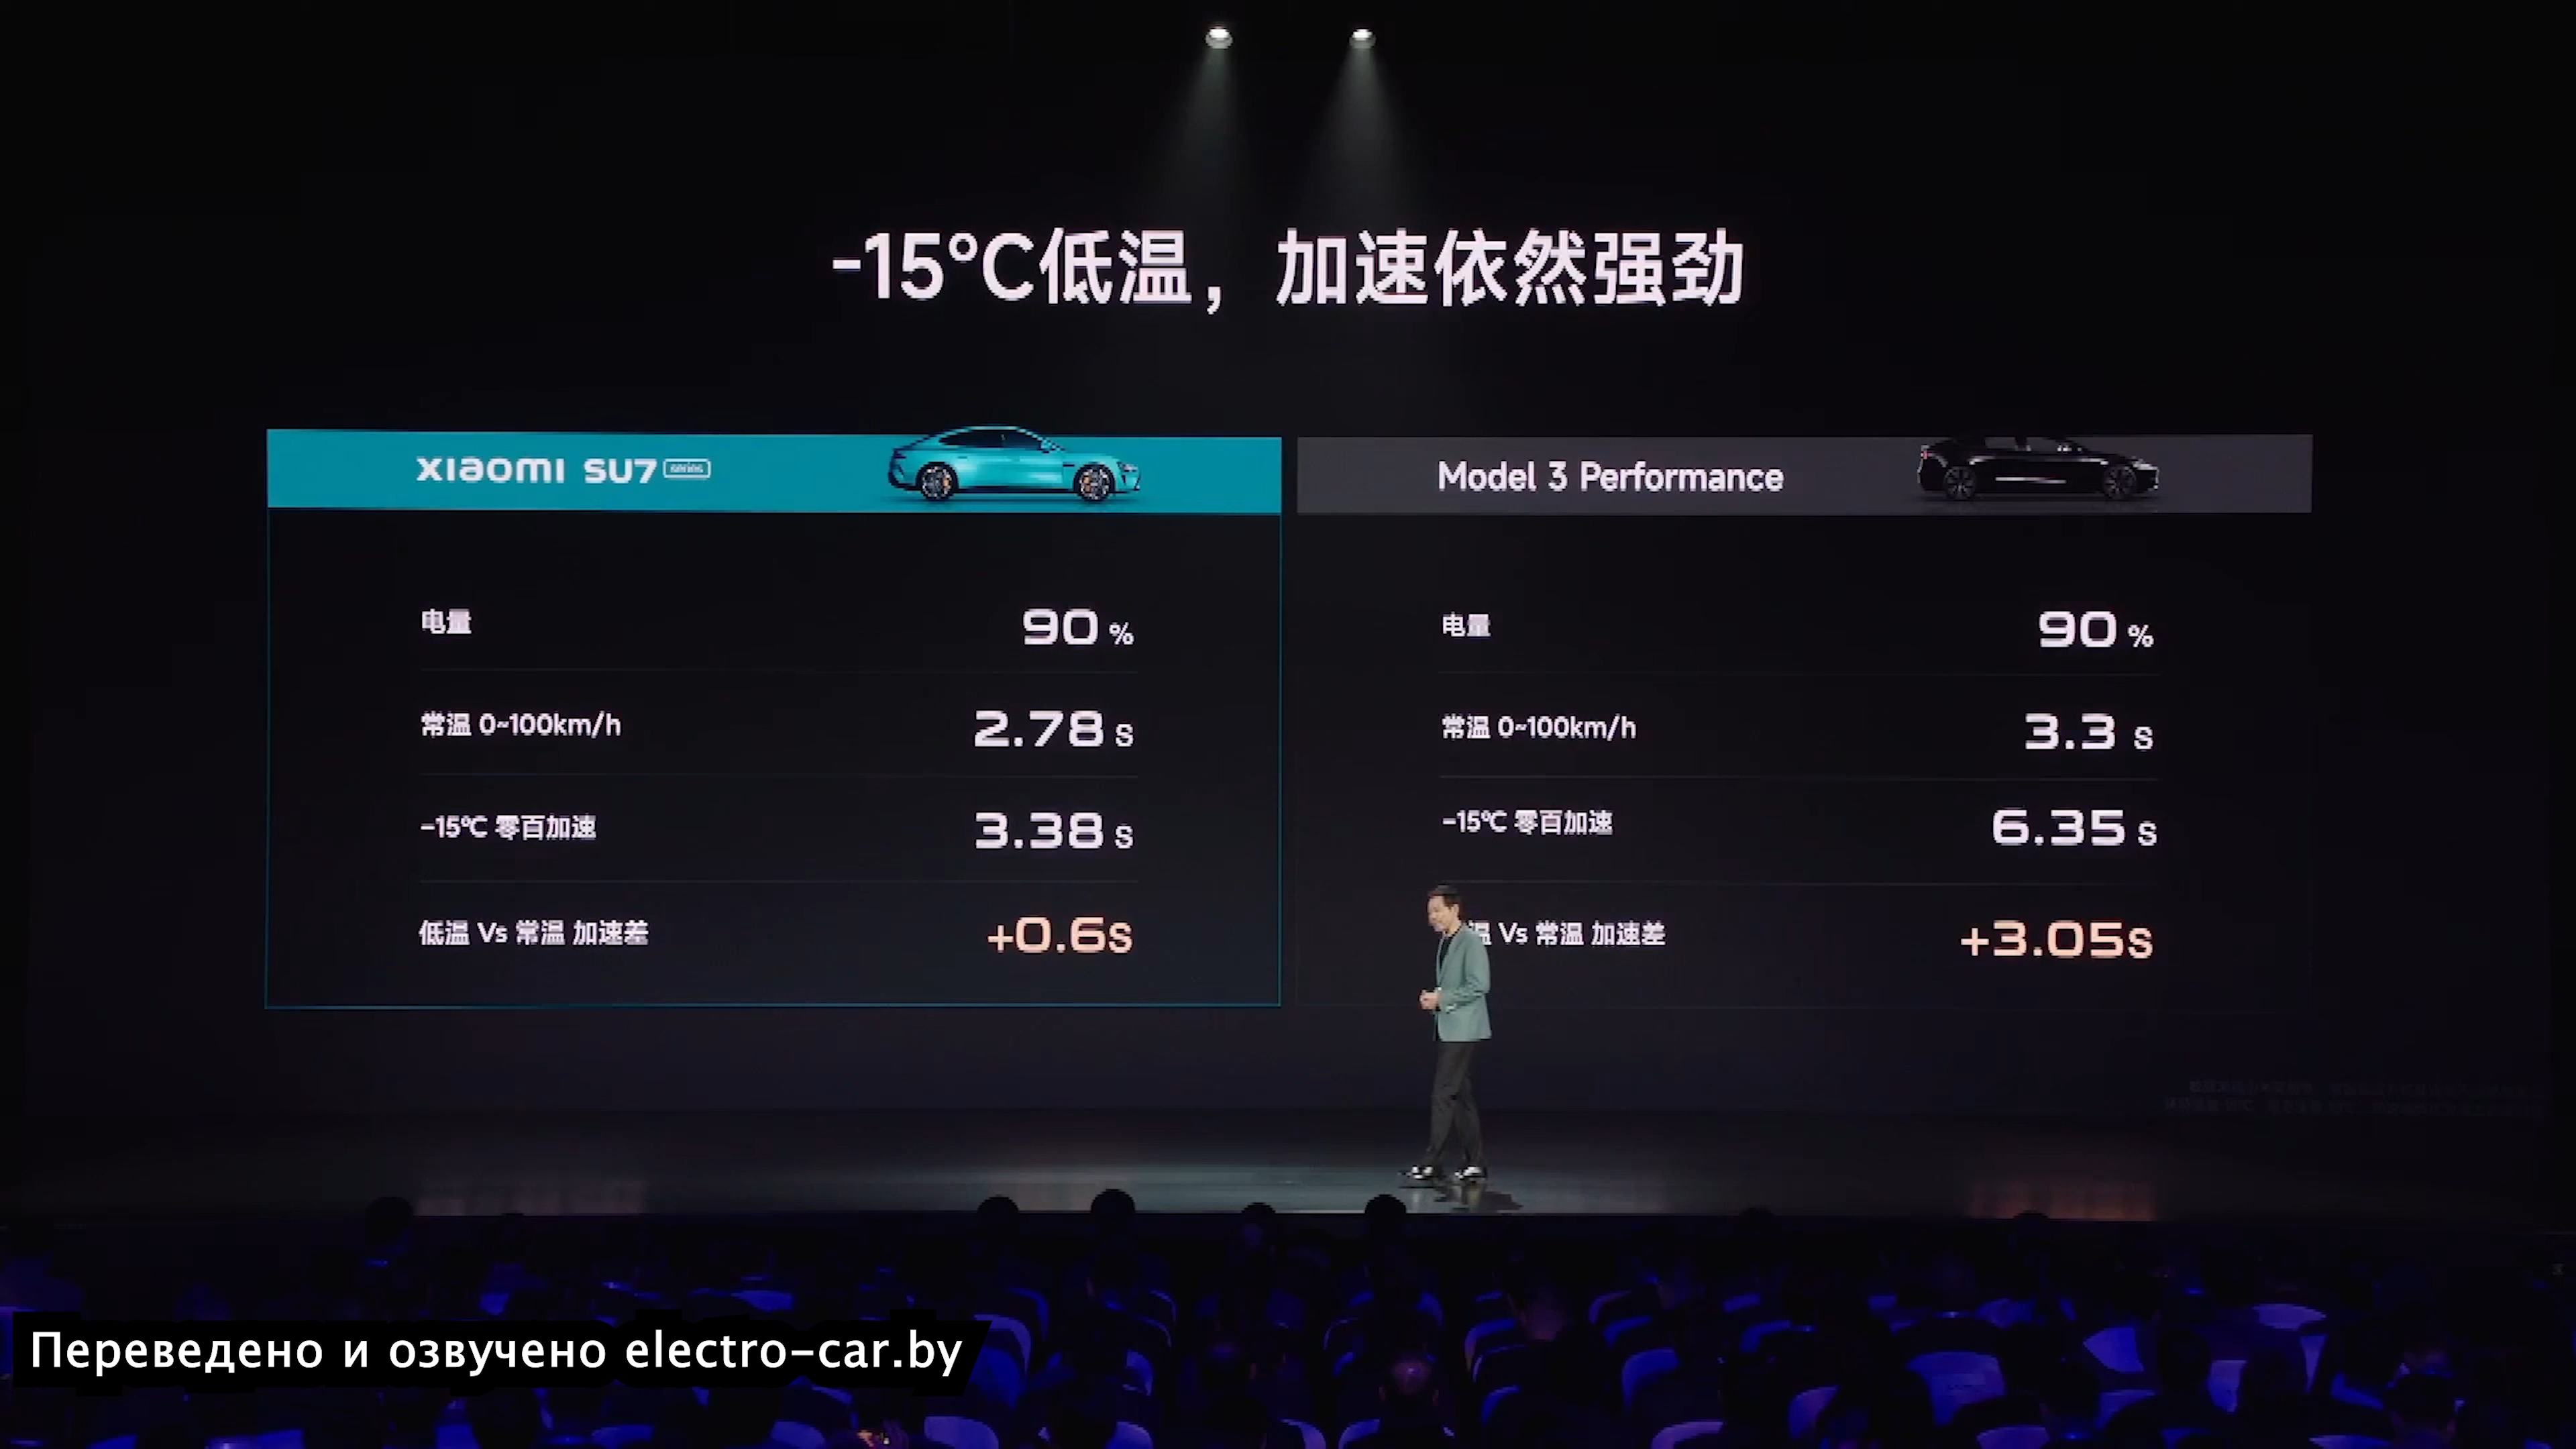 -15°C低温，加速依然强劲
xiaomi SU7 series
Model 3 Performance
电量 90 %
电量 90 %
常温 0~100km/h 2.78 s
常温 0~100km/h 3.3 s
-15℃ 零百加速 3.38 s
-15℃ 零百加速 6.35 s
低温 Vs 常温 加速差 +0.6s
温 Vs 常温 加速差 +3.05s
Переведено и озвучено electro-car.by